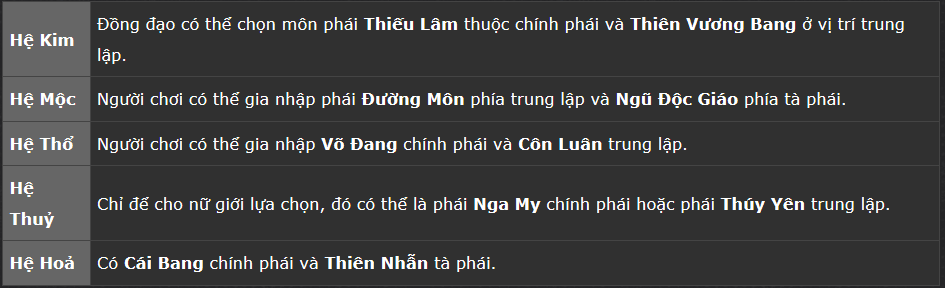 Hệ Kim
Đồng đạo có thể chọn môn phái Thiếu Lâm thuộc chính phái và Thiên Vương Bang ở vị trí trung
lập.
Hệ Mộc
Người chơi có thể gia nhập phái Đường Môn phía trung lập và Ngũ Độc Giáo phía tà phái.
Hệ Thổ
Người chơi có thể gia nhập Võ Đang chính phái và Côn Luân trung lập.
Hệ
Thuỷ
Chỉ để cho nữ giới lựa chọn, đó có thể là phái Nga My chính phái hoặc phái Thúy Yên trung lập.
Hệ Hoả
Có Cái Bang chính phái và Thiên Nhẫn tà phái.